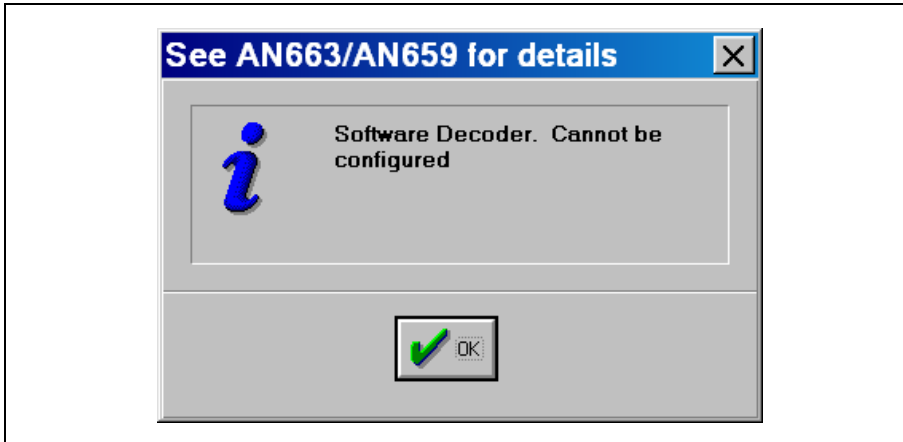 See AN663/AN659 for details
Software Decoder. Cannot be
configured
OK